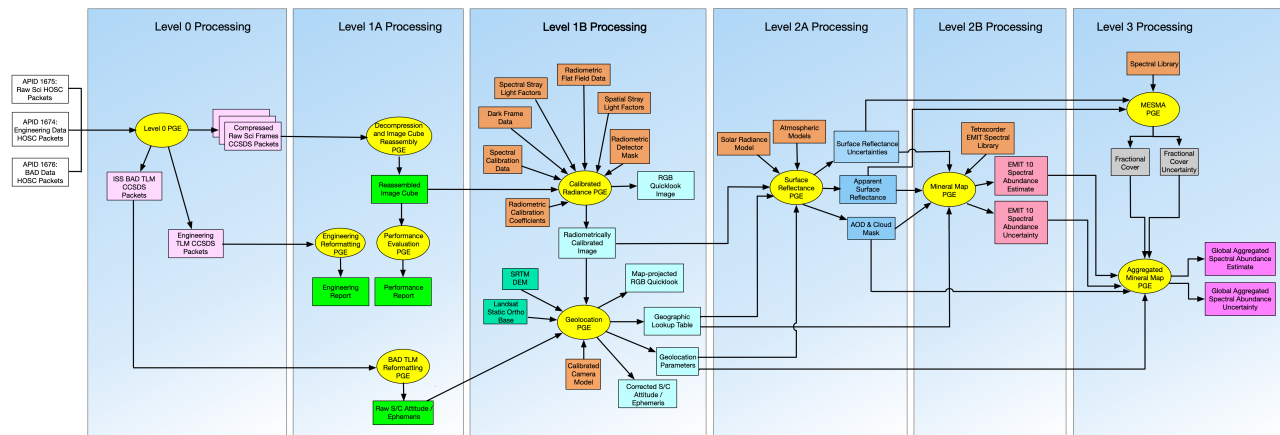 Level 0 Processing
Level 1A Processing
Level 1B Processing
Level 2A Processing
Level 2B Processing
Level 3 Processing
APID 1675:
Raw Sci HOSC
Packets
APID 1674:
Engineering Data
HOSC Packets
APID 1676:
BAD Data
HOSC Packets
Level 0 PGE
Compressed
Raw Sci Frames
CCSDS Packets
ISS BAD TLM
CCSDS
Packets
Engineering
TLM CCSDS
Packets
Decompression
and Image Cube
Reassembly
PGE
Reassembled
Image Cube
Engineering
Reformatting
PGE
Performance
Evaluation
PGE
Engineering
Report
Performance
Report
BAD TLM
Reformatting
PGE
Raw S/C Attitude /
Ephemeris
Radiometric
Flat Field Data
Spectral Stray
Light Factors
Spatial Stray
Light Factors
Dark Frame
Data
Radiometric
Detector
Mask
Spectral
Calibration
Data
Calibrated
Radiance PGE
RGB
Quicklook
Image
Radiometric
Calibration
Coefficients
Radiometrically
Calibrated
Image
SRTM
DEM
Map-projected
RGB Quicklook
Landsat
Static Ortho
Base
Geolocation
PGE
Geographic
Lookup Table
Geolocation
Parameters
Calibrated
Camera
Model
Corrected S/C
Attitude /
Ephemeris
Solar Radiance
Model
Atmospheric
Models
Surface
Reflectance
PGE
Surface Reflectance
Uncertainties
Apparent
Surface
Reflectance
AOD & Cloud
Mask
Tetracorder
EMIT Spectral
Library
Mineral Map
PGE
EMIT 10
Spectral
Abundance
Estimate
EMIT 10
Spectral
Abundance
Uncertainty
Spectral Library
MESMA
PGE
Fractional
Cover
Fractional
Cover
Uncertainty
Aggregated
Mineral Map
PGE
Global Aggregated
Spectral Abundance
Estimate
Global Aggregated
Spectral Abundance
Uncertainty